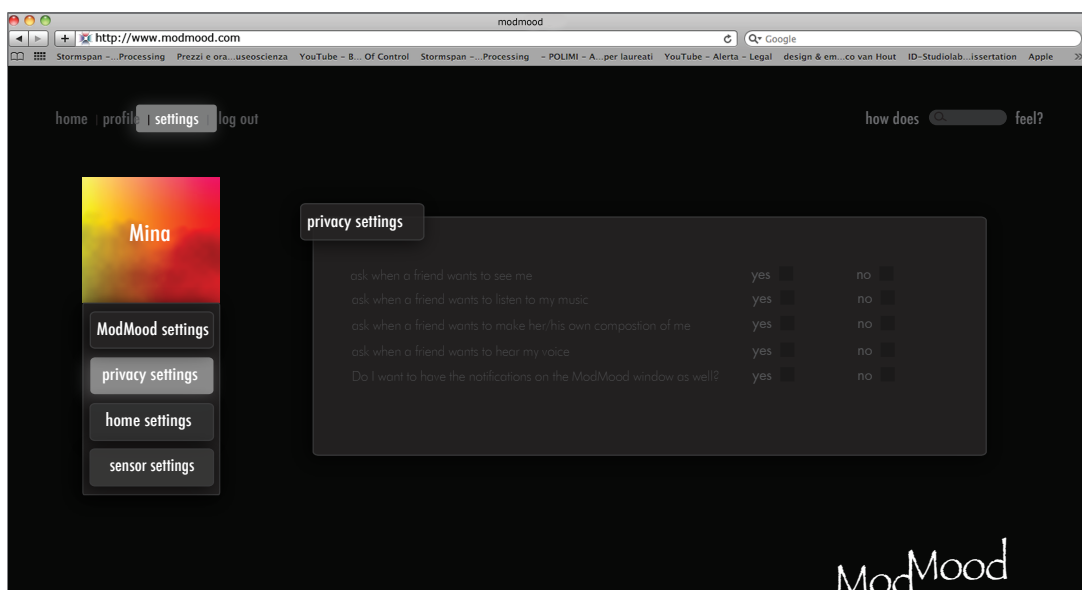 modmood
http://www.modmood.com
Google
Stormspan -...Processing Prezzi e ora...useoscienza YouTube - B... Of Control Stormspan -...Processing - POLIMI - A...per laureati YouTube - Alerta - Legal design & em...co van Hout ID-Studiolab...issertation Apple
home | profile | settings | log out
how does feel?
Mina
ModMood settings
privacy settings
home settings
sensor settings
privacy settings
ask when a friend wants to see me yes no
ask when a friend wants to listen to my music yes no
ask when a friend wants to make her/his own compostion of me yes no
ask when a friend wants to hear my voice yes no
Do I want to have the notifications on the ModMood window as well? yes no
ModMood